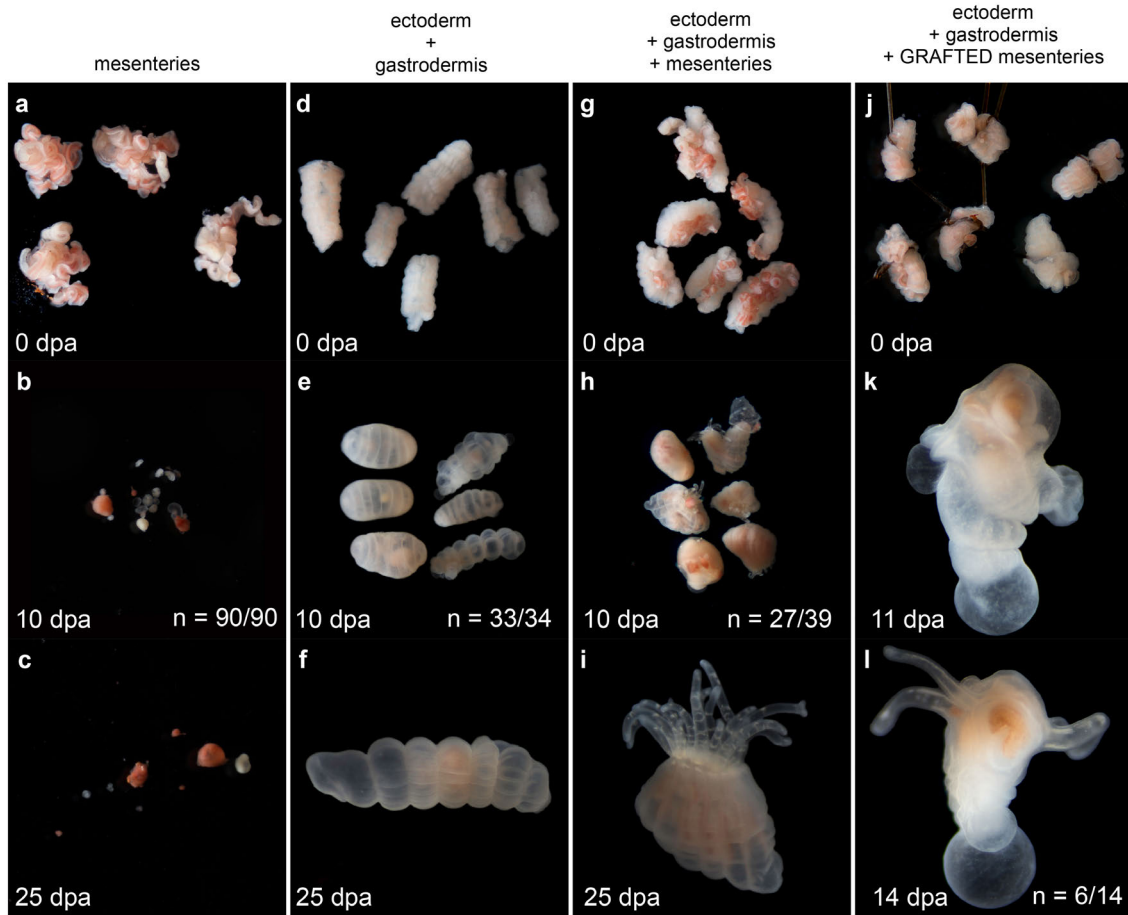 mesenteries
ectoderm
+
gastrodermis
ectoderm
+ gastrodermis
+ mesenteries
ectoderm
+ gastrodermis
+ GRAFTED mesenteries
a
0 dpa
d
0 dpa
g
0 dpa
j
0 dpa
b
10 dpa n = 90/90
e
10 dpa n = 33/34
h
10 dpa n = 27/39
k
11 dpa
c
25 dpa
f
25 dpa
i
25 dpa
l
14 dpa n = 6/14